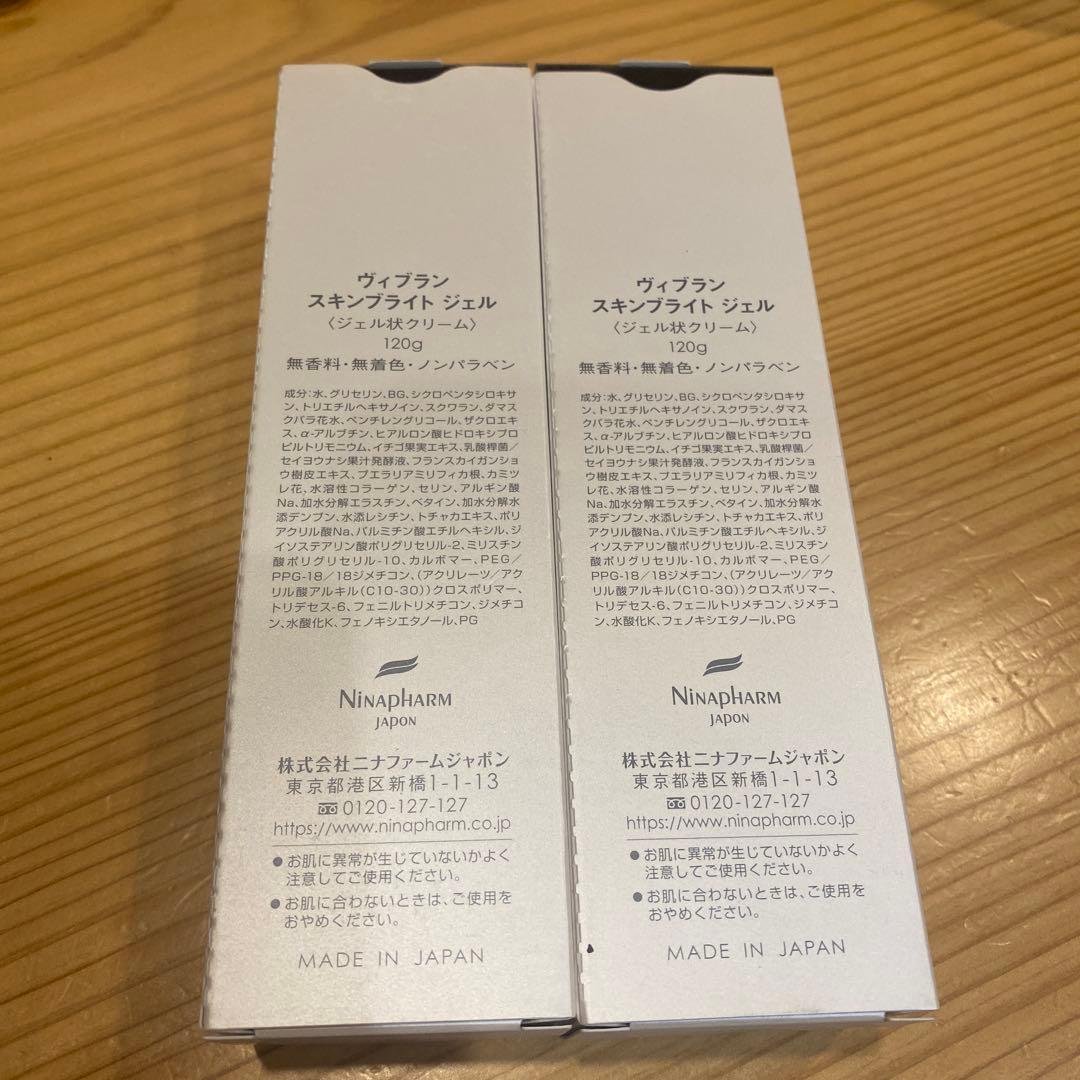 ヴィブラン
スキンブライト ジェル
〈ジェル状クリーム〉
120g
無香料・無着色・ノンパラベン
成分：水、グリセリン、BG、シクロペンタシロキサ
ン、トリエチルヘキサノイン、スクワラン、ダマス
クバラ花水、ペンチレングリコール、ザクロエキ
ス、α-アルブチン、ヒアルロン酸ヒドロキシプロ
ピルトリモニウム、イチゴ果実エキス、乳酸桿菌／
セイヨウナシ果汁発酵液、フランスカイガンショ
ウ樹皮エキス、プエラリアミリフィカ根、カミツ
レ花、水溶性コラーゲン、セリン、アルギン酸
Na、加水分解エラスチン、ベタイン、加水分解水
添デンプン、水添レシチン、トチャカエキス、ポリ
アクリル酸Na、パルミチン酸エチルヘキシル、ジ
イソステアリン酸ポリグリセリル-2、ミリスチン
酸ポリグリセリル-10、カルボマー、PEG／
PPG-18／18ジメチコン、(アクリレーツ／アク
リル酸アルキル(C10-30))クロスポリマー、
トリデセス-6、フェニルトリメチコン、ジメチコ
ン、水酸化K、フェノキシエタノール、PG
NINAPHARM
JAPON
株式会社ニナファームジャポン
東京都港区新橋1-1-13
0120-127-127
https://www.ninapharm.co.jp
●お肌に異常が生じていないかよく
注意してご使用ください。
●お肌に合わないときは、ご使用を
おやめください。
MADE IN JAPAN
ヴィブラン
スキンブライト ジェル
〈ジェル状クリーム〉
120g
無香料・無着色・ノンパラベン
成分：水、グリセリン、BG、シクロペンタシロキサ
ン、トリエチルヘキサノイン、スクワラン、ダマス
クバラ花水、ペンチレングリコール、ザクロエキ
ス、α-アルブチン、ヒアルロン酸ヒドロキシプロ
ピルトリモニウム、イチゴ果実エキス、乳酸桿菌／
セイヨウナシ果汁発酵液、フランスカイガンショ
ウ樹皮エキス、プエラリアミリフィカ根、カミツ
レ花、水溶性コラーゲン、セリン、アルギン酸
Na、加水分解エラスチン、ベタイン、加水分解水
添デンプン、水添レシチン、トチャカエキス、ポリ
アクリル酸Na、パルミチン酸エチルヘキシル、ジ
イソステアリン酸ポリグリセリル-2、ミリスチン
酸ポリグリセリル-10、カルボマー、PEG／
PPG-18／18ジメチコン、(アクリレーツ／アク
リル酸アルキル(C10-30))クロスポリマー、
トリデセス-6、フェニルトリメチコン、ジメチコ
ン、水酸化K、フェノキシエタノール、PG
NINAPHARM
JAPON
株式会社ニナファームジャポン
東京都港区新橋1-1-13
0120-127-127
https://www.ninapharm.co.jp
●お肌に異常が生じていないかよく
注意してご使用ください。
●お肌に合わないときは、ご使用を
おやめください。
MADE IN JAPAN